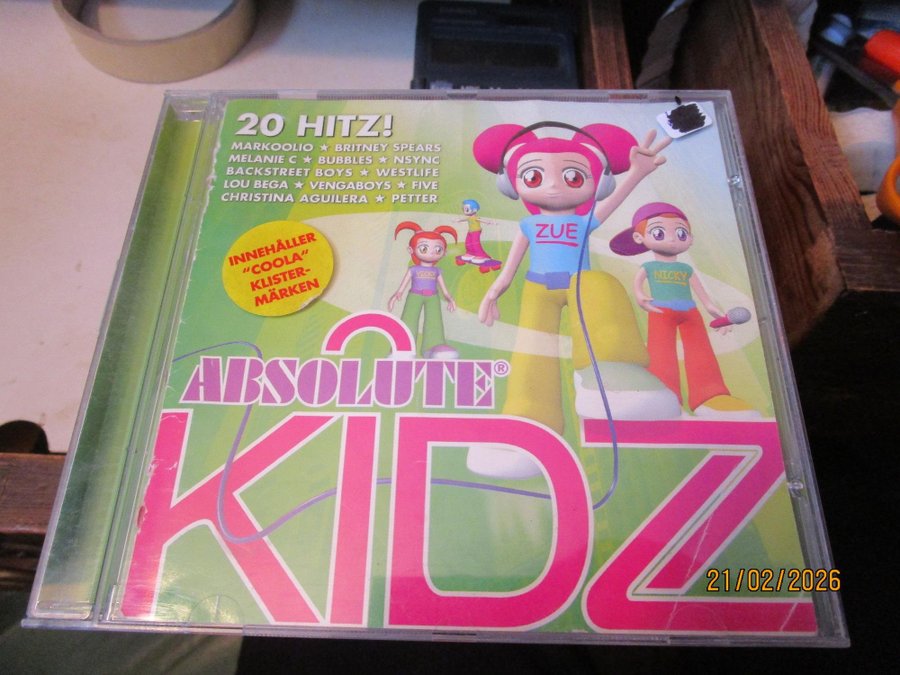 20 HITZ!
MARKOOLIO ★ BRITNEY SPEARS
MELANIE C ★ BUBBLES ★ NSYNC
BACKSTREET BOYS ★ WESTLIFE
LOU BEGA ★ VENGABOYS ★ FIVE
CHRISTINA AGUILERA ★ PETTER
INNEHÅLLER
"COOLA"
KLISTER-
MÄRKEN
ZUE
NICKY
ABSOLUTE®
KIDZ
21/02/2026